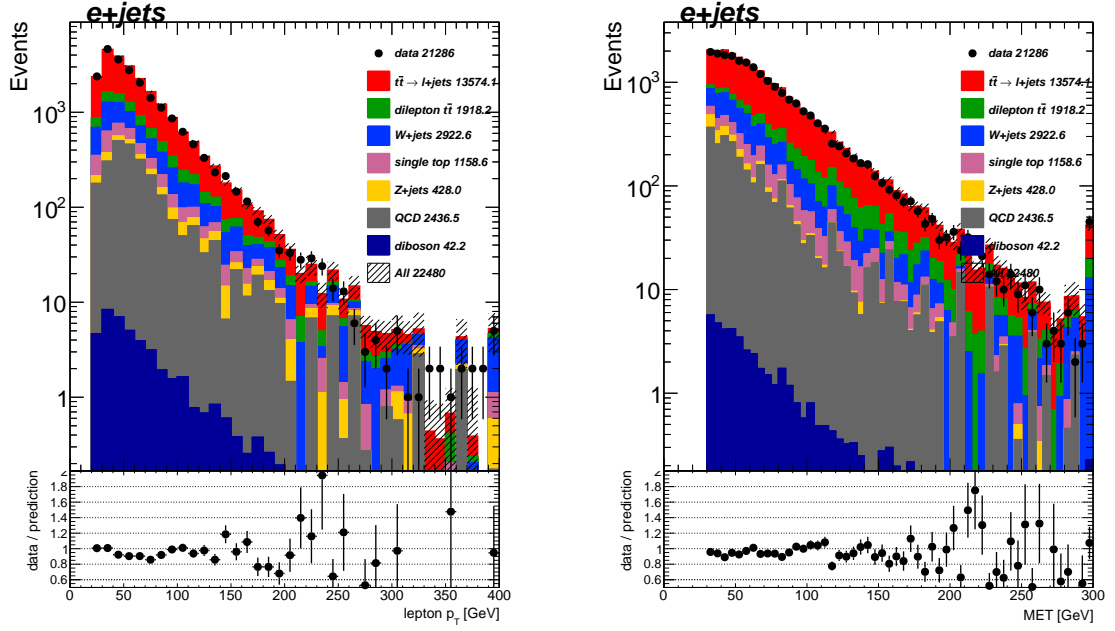 e+jets
Events
data 21286
tt̄ → l+jets 13574.1
dilepton tt̄ 1918.2
W+jets 2922.6
single top 1158.6
Z+jets 428.0
QCD 2436.5
diboson 42.2
All 22480
10³
10²
10
1
data / prediction
2
1.8
1.6
1.4
1.2
1
0.8
0.6
0 50 100 150 200 250 300 350 400
lepton p_T [GeV]
e+jets
Events
data 21286
tt̄ → l+jets 13574.1
dilepton tt̄ 1918.2
W+jets 2922.6
single top 1158.6
Z+jets 428.0
QCD 2436.5
diboson 42.2
22480
10³
10²
10
1
data / prediction
2
1.8
1.6
1.4
1.2
1
0.8
0.6
0 50 100 150 200 250 300
MET [GeV]